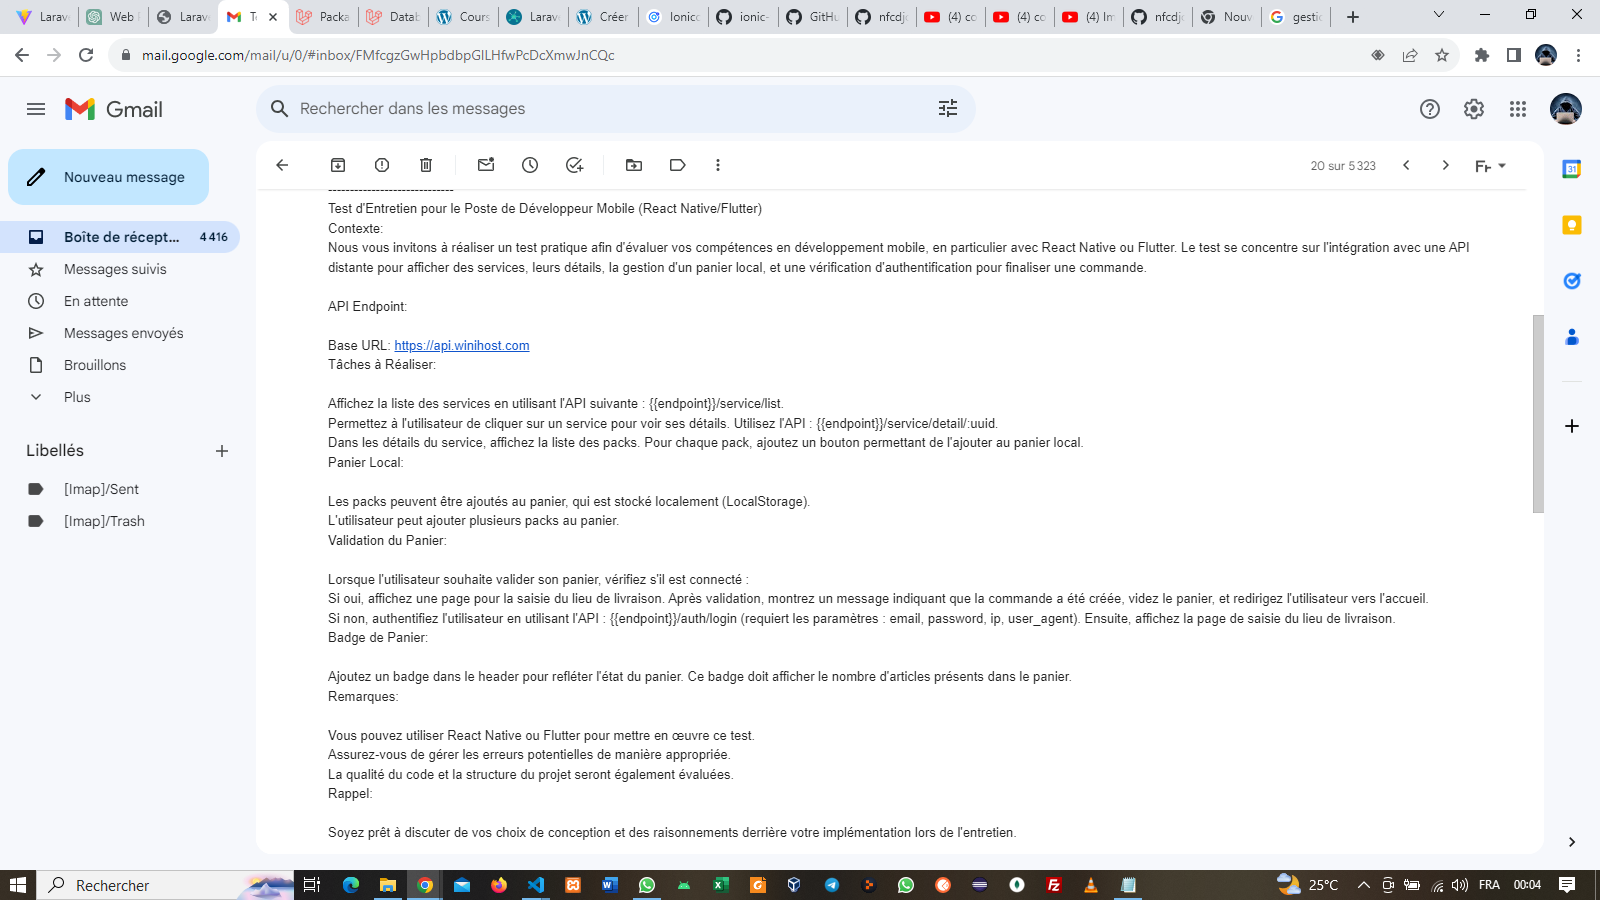 Larave
Web I
Larave
Te
Packa
Datab
Cours
Larave
Créer
Ionicc
ionic-
GitHu
nfcdjo
(4) co
(4) co
(4) Im
nfcdjo
Nouv
gestic
mail.google.com/mail/u/0/#inbox/FMfcgzGwHpbdbpGlLHfwPcDcXmwJnCQc
Gmail
Rechercher dans les messages
Nouveau message
20 sur 5 323
Boîte de récept... 4 416
Messages suivis
En attente
Messages envoyés
Brouillons
Plus
Libellés
[Imap]/Sent
[Imap]/Trash
-----------------------------
Test d'Entretien pour le Poste de Développeur Mobile (React Native/Flutter)
Contexte:
Nous vous invitons à réaliser un test pratique afin d'évaluer vos compétences en développement mobile, en particulier avec React Native ou Flutter. Le test se concentre sur l'intégration avec une API
distante pour afficher des services, leurs détails, la gestion d'un panier local, et une vérification d'authentification pour finaliser une commande.
API Endpoint:
Base URL: https://api.winihost.com
Tâches à Réaliser:
Affichez la liste des services en utilisant l'API suivante : {{endpoint}}/service/list.
Permettez à l'utilisateur de cliquer sur un service pour voir ses détails. Utilisez l'API : {{endpoint}}/service/detail/:uuid.
Dans les détails du service, affichez la liste des packs. Pour chaque pack, ajoutez un bouton permettant de l'ajouter au panier local.
Panier Local:
Les packs peuvent être ajoutés au panier, qui est stocké localement (LocalStorage).
L'utilisateur peut ajouter plusieurs packs au panier.
Validation du Panier:
Lorsque l'utilisateur souhaite valider son panier, vérifiez s'il est connecté :
Si oui, affichez une page pour la saisie du lieu de livraison. Après validation, montrez un message indiquant que la commande a été créée, videz le panier, et redirigez l'utilisateur vers l'accueil.
Si non, authentifiez l'utilisateur en utilisant l'API : {{endpoint}}/auth/login (requiert les paramètres : email, password, ip, user_agent). Ensuite, affichez la page de saisie du lieu de livraison.
Badge de Panier:
Ajoutez un badge dans le header pour refléter l'état du panier. Ce badge doit afficher le nombre d'articles présents dans le panier.
Remarques:
Vous pouvez utiliser React Native ou Flutter pour mettre en œuvre ce test.
Assurez-vous de gérer les erreurs potentielles de manière appropriée.
La qualité du code et la structure du projet seront également évaluées.
Rappel:
Soyez prêt à discuter de vos choix de conception et des raisonnements derrière votre implémentation lors de l'entretien.
Rechercher
25°C
FRA
00:04